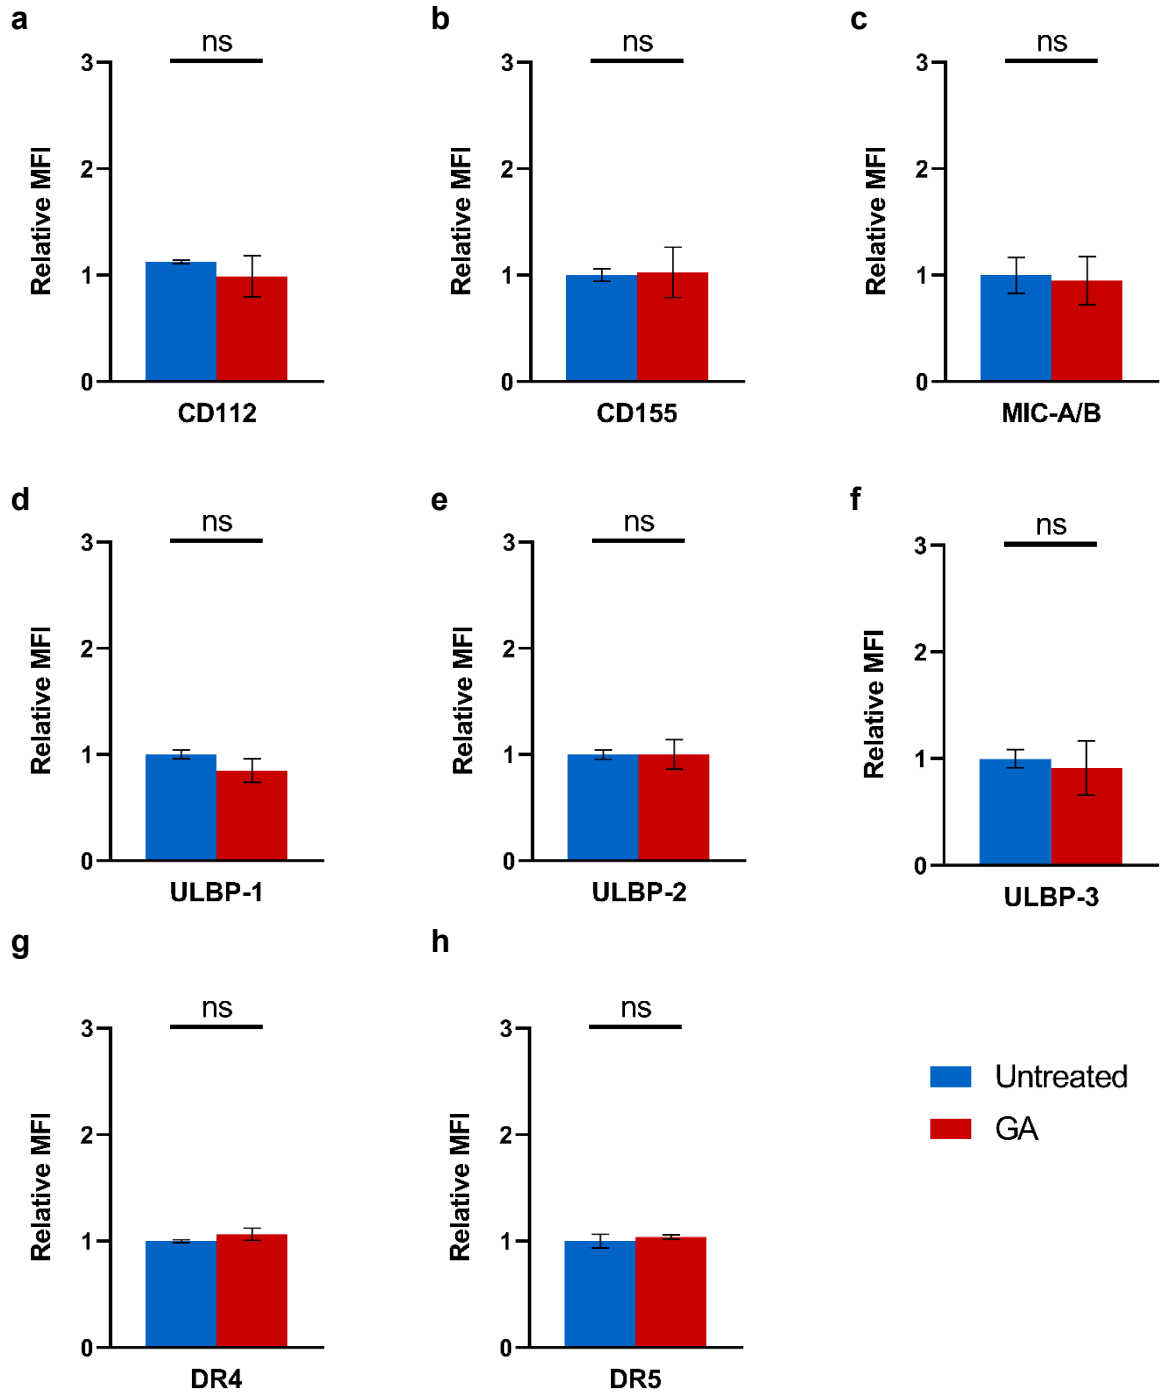 a
ns
3
2
1
0
Relative MFI
CD112
b
ns
3
2
1
0
Relative MFI
CD155
c
ns
3
2
1
0
Relative MFI
MIC-A/B
d
ns
3
2
1
0
Relative MFI
ULBP-1
e
ns
3
2
1
0
Relative MFI
ULBP-2
f
ns
3
2
1
0
Relative MFI
ULBP-3
g
ns
3
2
1
0
Relative MFI
DR4
h
ns
3
2
1
0
Relative MFI
DR5
Untreated
GA